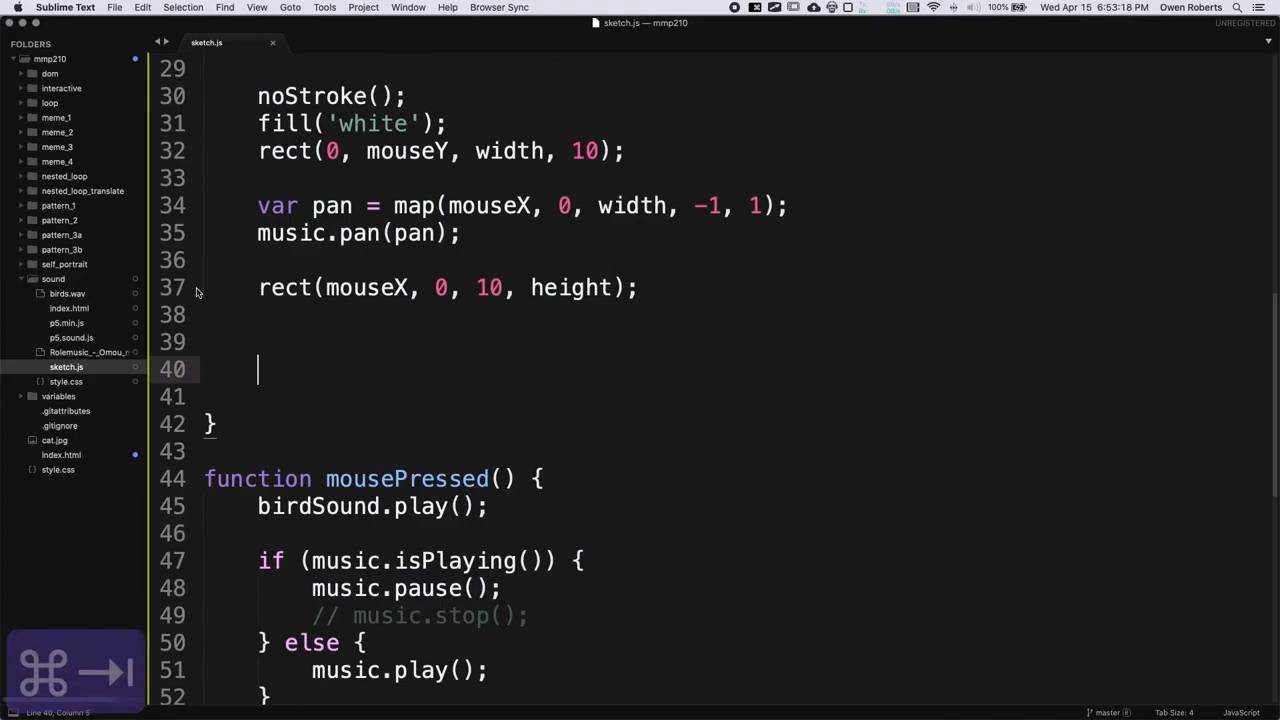 Sublime Text File Edit Selection Find View Goto Tools Project Window Help Browser Sync 100% Wed Apr 15 6:53:18 PM Owen Roberts
sketch.js — mmp210 UNREGISTERED
FOLDERS
mmp210
dom
interactive
loop
meme_1
meme_2
meme_3
meme_4
nested_loop
nested_loop_translate
pattern_1
pattern_2
pattern_3a
pattern_3b
self_portrait
sound
birds.wav
index.html
p5.min.js
p5.sound.js
Rolemusic_-_Omou_
sketch.js
style.css
variables
.gitattributes
.gitignore
cat.jpg
index.html
style.css
sketch.js ×
29
30 noStroke();
31 fill('white');
32 rect(0, mouseY, width, 10);
33
34 var pan = map(mouseX, 0, width, -1, 1);
35 music.pan(pan);
36
37 rect(mouseX, 0, 10, height);
38
39
40
41
42 }
43
44 function mousePressed() {
45 birdSound.play();
46
47 if (music.isPlaying()) {
48 music.pause();
49 // music.stop();
50 } else {
51 music.play();
52 }
⌘ →|
Line 40, Column 5 master Tab Size: 4 JavaScript